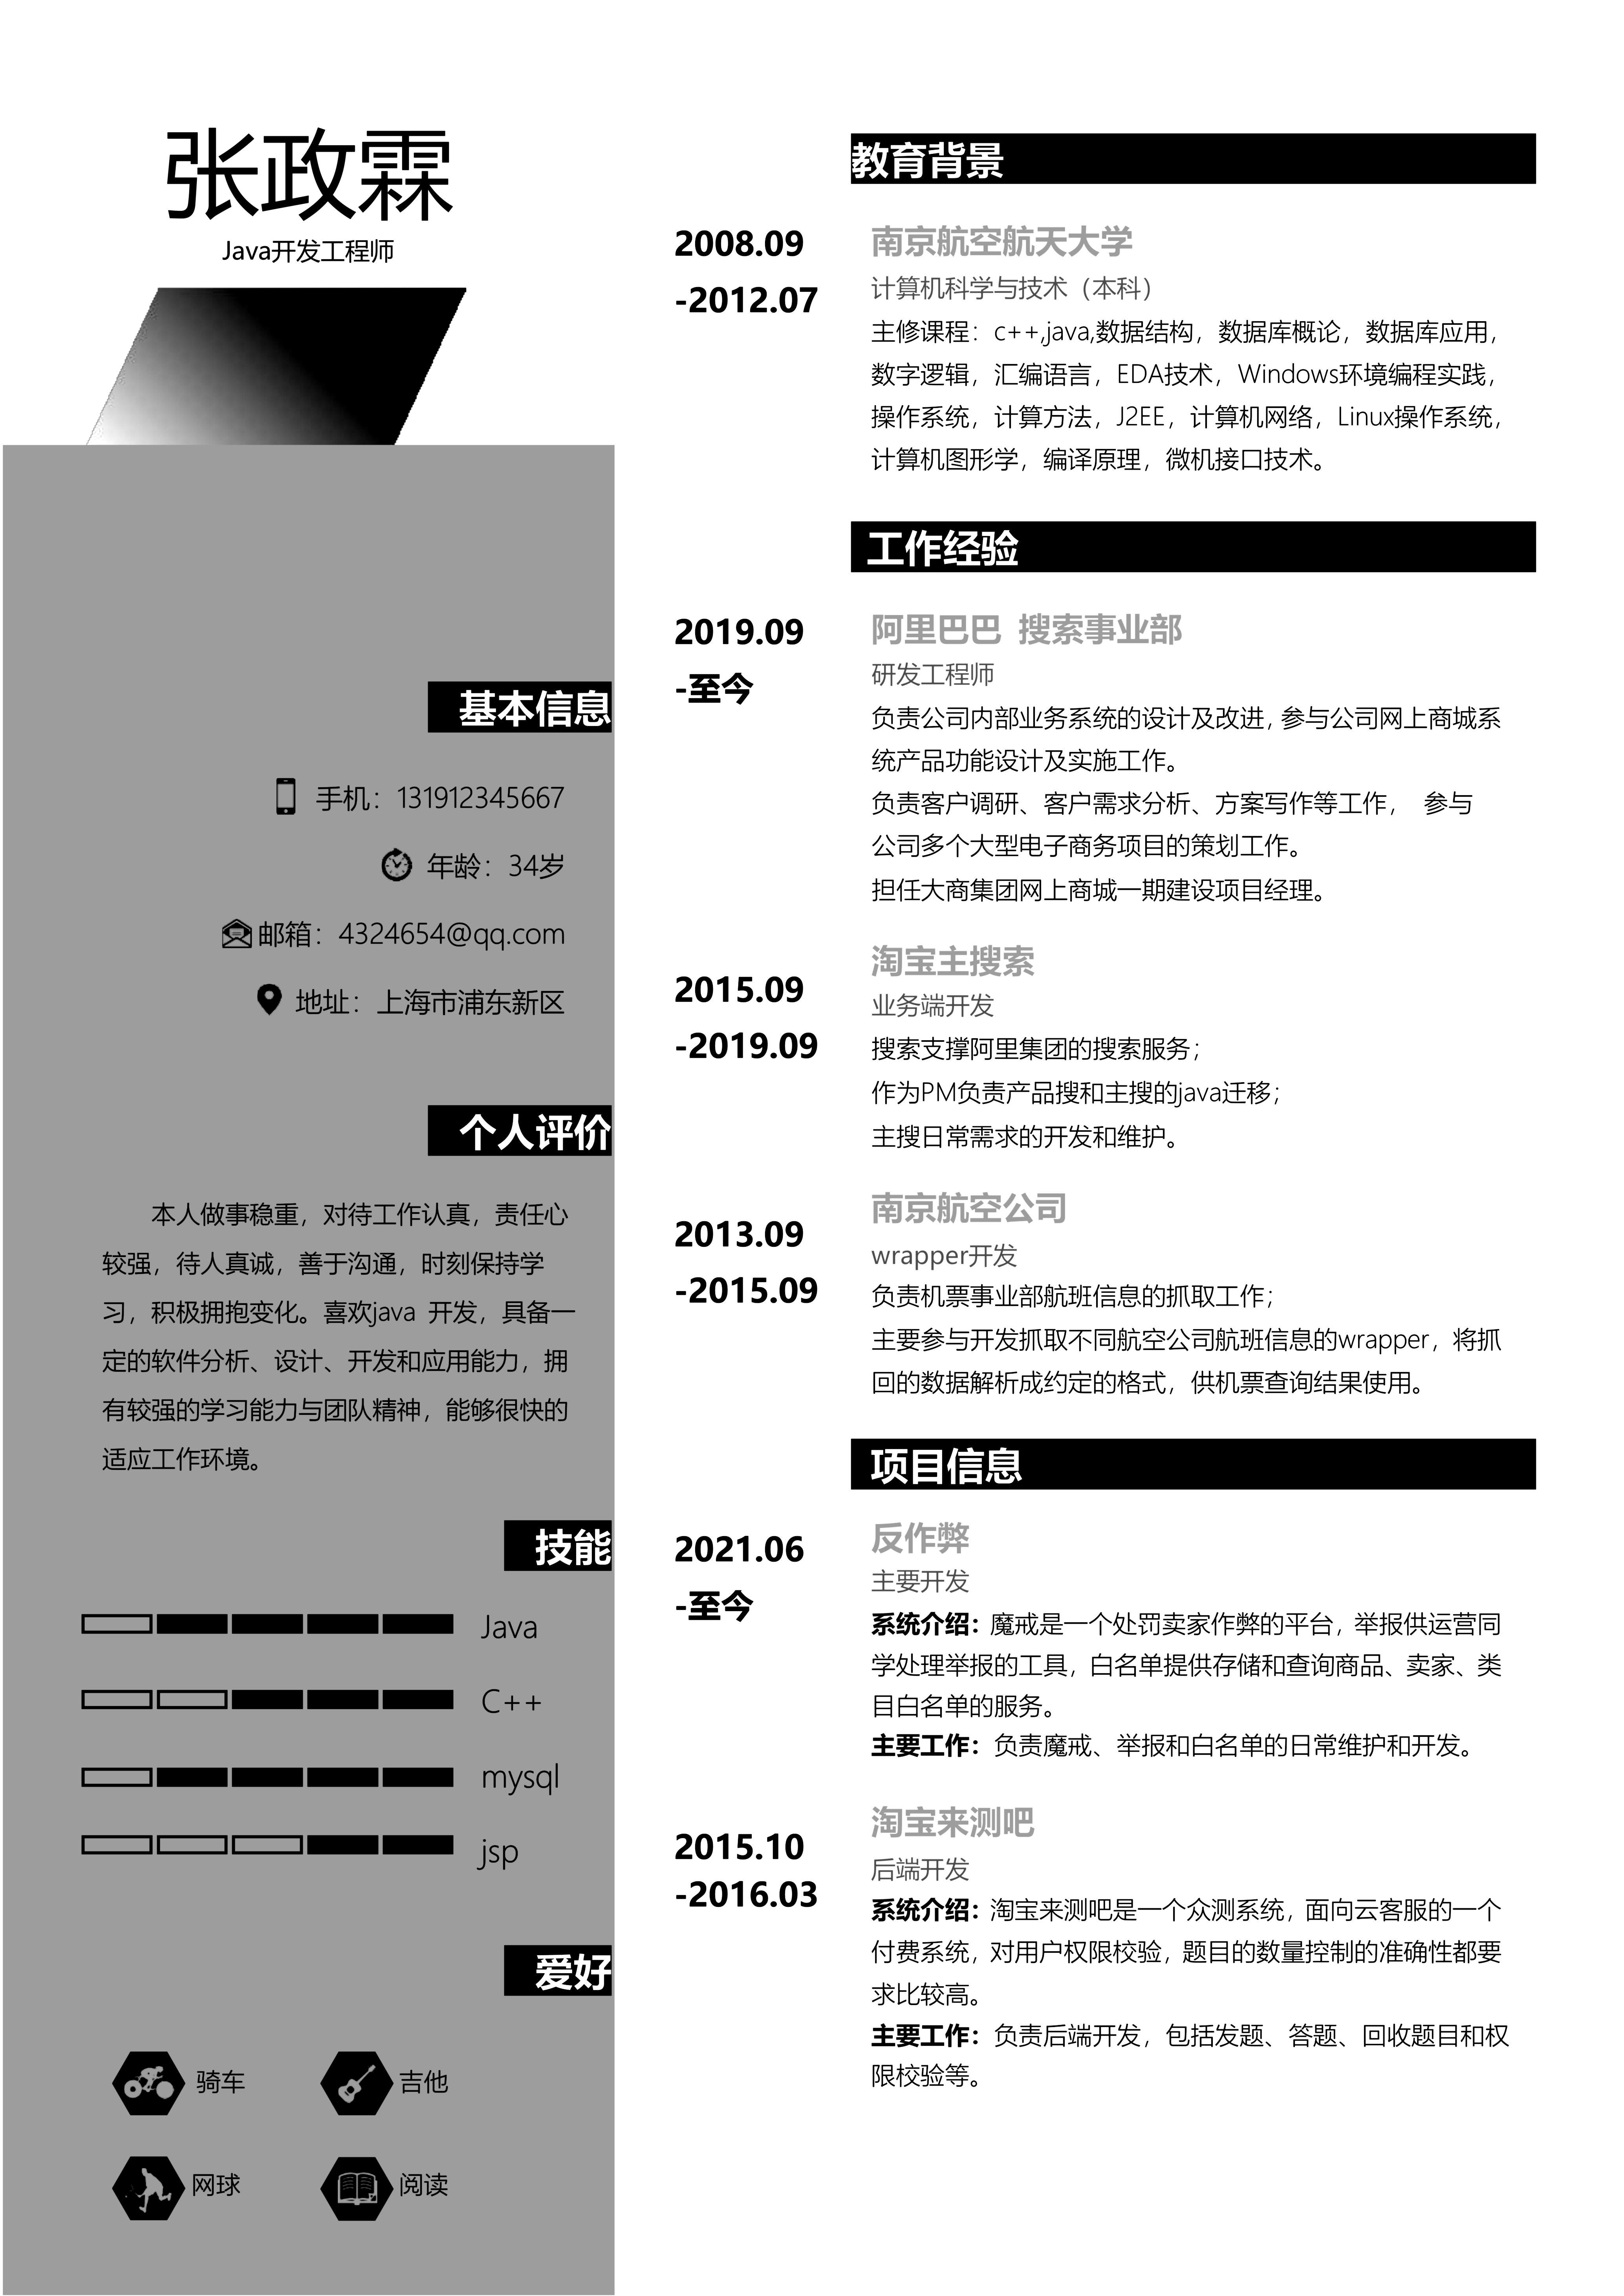 张政霖
Java开发工程师
基本信息
手机：131912345667
年龄：34岁
邮箱：4324654@qq.com
地址：上海市浦东新区
个人评价
本人做事稳重，对待工作认真，责任心
较强，待人真诚，善于沟通，时刻保持学
习，积极拥抱变化。喜欢java 开发，具备一
定的软件分析、设计、开发和应用能力，拥
有较强的学习能力与团队精神，能够很快的
适应工作环境。
技能
Java
C++
mysql
jsp
爱好
骑车
吉他
网球
阅读
教育背景
2008.09
-2012.07
南京航空航天大学
计算机科学与技术（本科）
主修课程：c++,java,数据结构，数据库概论，数据库应用，
数字逻辑，汇编语言，EDA技术，Windows环境编程实践，
操作系统，计算方法，J2EE，计算机网络，Linux操作系统，
计算机图形学，编译原理，微机接口技术。
工作经验
2019.09
-至今
阿里巴巴 搜索事业部
研发工程师
负责公司内部业务系统的设计及改进，参与公司网上商城系
统产品功能设计及实施工作。
负责客户调研、客户需求分析、方案写作等工作， 参与
公司多个大型电子商务项目的策划工作。
担任大商集团网上商城一期建设项目经理。
2015.09
-2019.09
淘宝主搜索
业务端开发
搜索支撑阿里集团的搜索服务；
作为PM负责产品搜和主搜的java迁移；
主搜日常需求的开发和维护。
2013.09
-2015.09
南京航空公司
wrapper开发
负责机票事业部航班信息的抓取工作；
主要参与开发抓取不同航空公司航班信息的wrapper，将抓
回的数据解析成约定的格式，供机票查询结果使用。
项目信息
2021.06
-至今
反作弊
主要开发
系统介绍：魔戒是一个处罚卖家作弊的平台，举报供运营同
学处理举报的工具，白名单提供存储和查询商品、卖家、类
目白名单的服务。
主要工作：负责魔戒、举报和白名单的日常维护和开发。
2015.10
-2016.03
淘宝来测吧
后端开发
系统介绍：淘宝来测吧是一个众测系统，面向云客服的一个
付费系统，对用户权限校验，题目的数量控制的准确性都要
求比较高。
主要工作：负责后端开发，包括发题、答题、回收题目和权
限校验等。